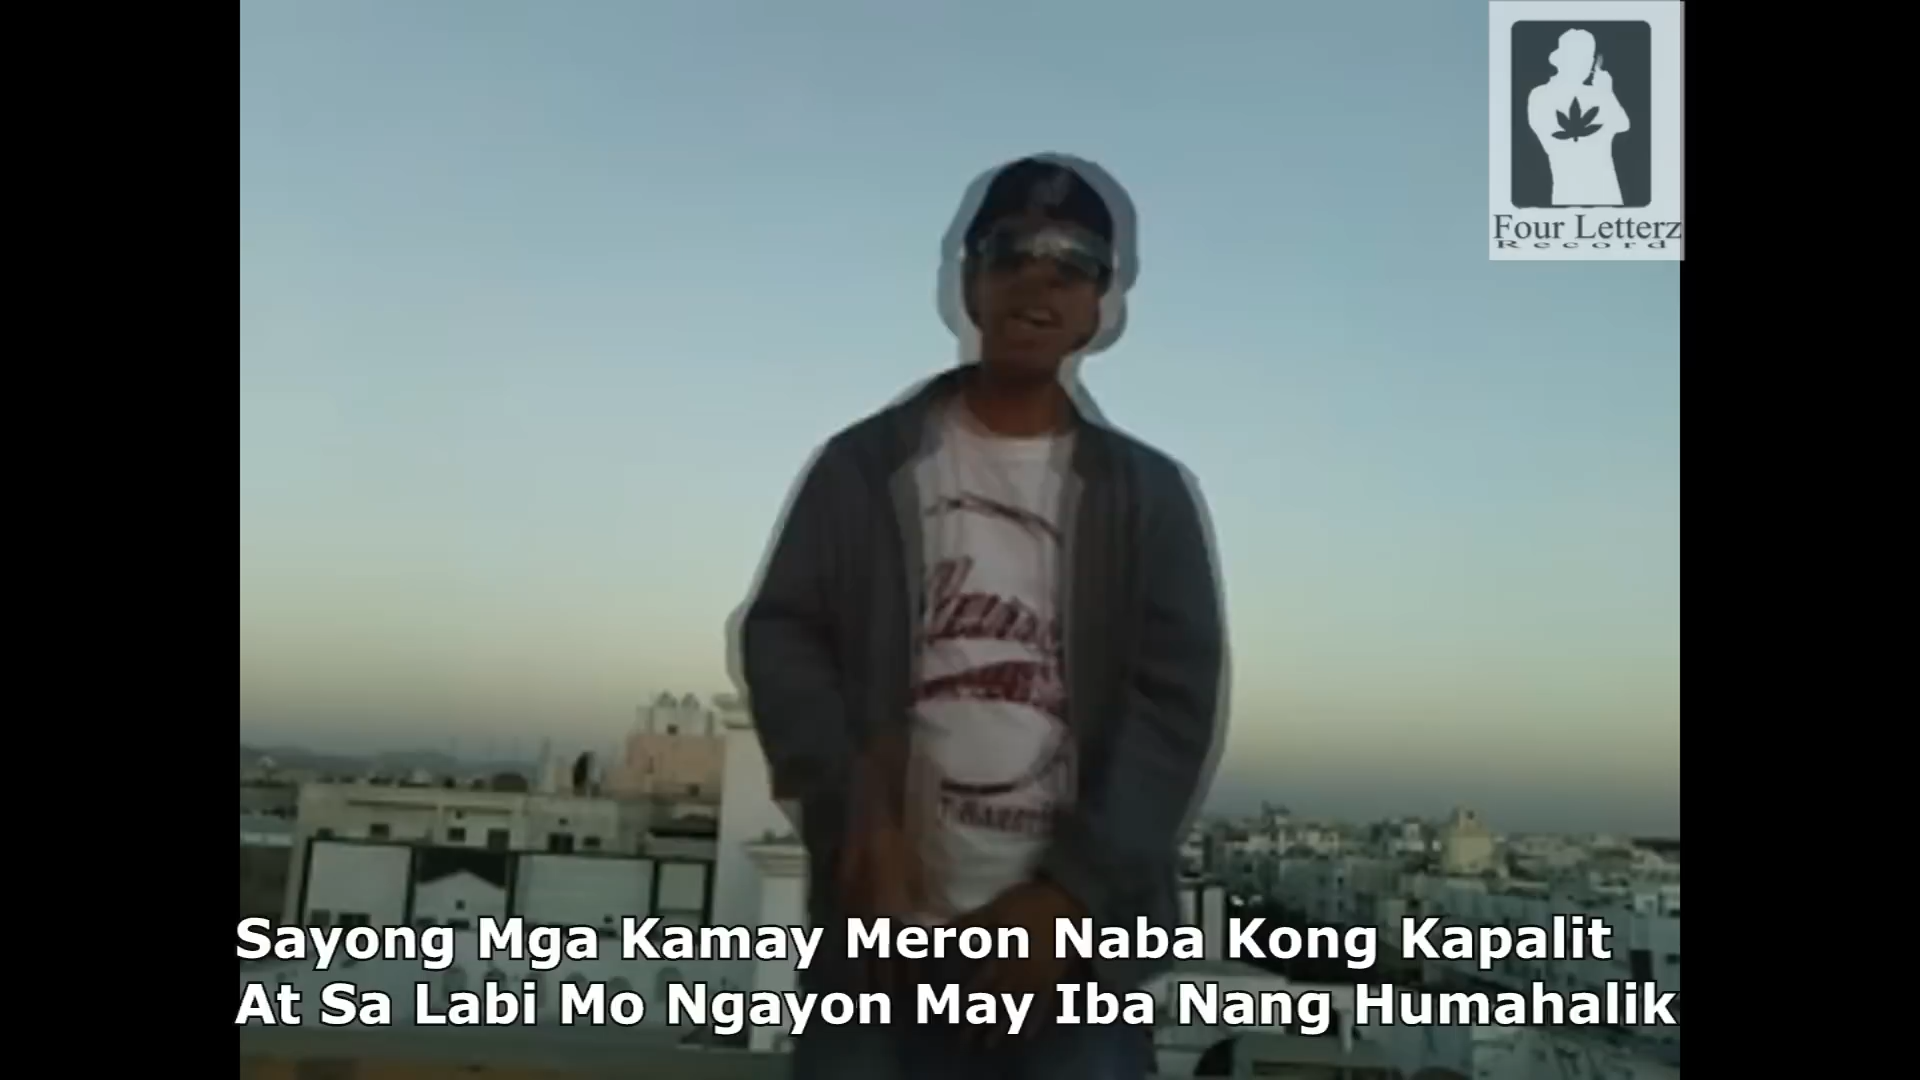 Four Letterz
Record
Sayong Mga Kamay Meron Naba Kong Kapalit
At Sa Labi Mo Ngayon May Iba Nang Humahalik